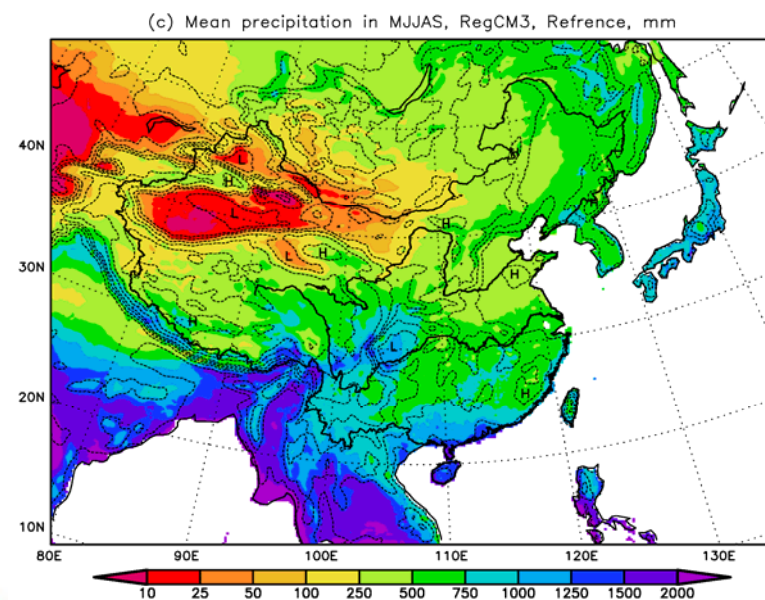 (c) Mean precipitation in MJJAS, RegCM3, Refrence, mm
40N
30N
20N
10N
L
H
L
H
L
H
H
H
L
H
80E 90E 100E 110E 120E 130E
10 25 50 100 250 500 750 1000 1250 1500 2000